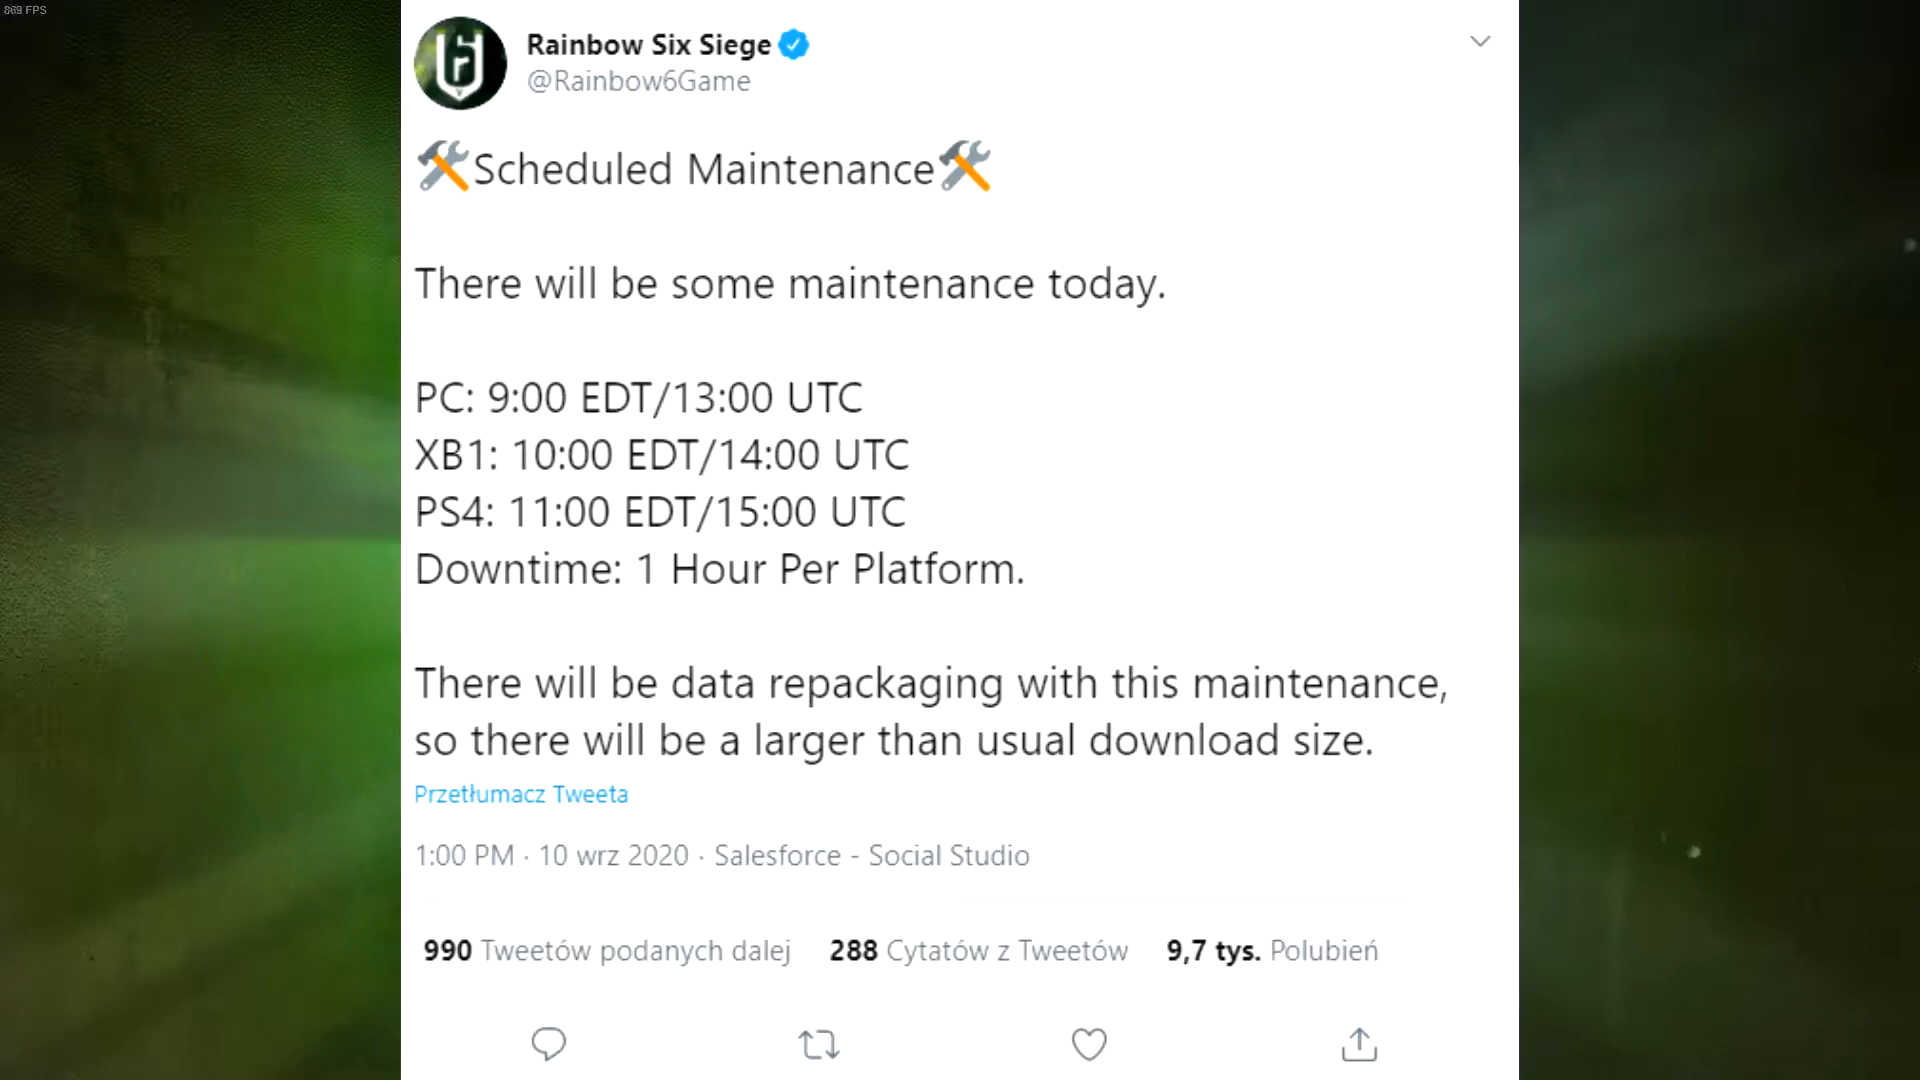 FPS
Rainbow Six Siege
@Rainbow6Game
🛠Scheduled Maintenance🛠
There will be some maintenance today.
PC: 9:00 EDT/13:00 UTC
XB1: 10:00 EDT/14:00 UTC
PS4: 11:00 EDT/15:00 UTC
Downtime: 1 Hour Per Platform.
There will be data repackaging with this maintenance,
so there will be a larger than usual download size.
Przetłumacz Tweeta
1:00 PM · 10 wrz 2020 · Salesforce - Social Studio
990 Tweetów podanych dalej 288 Cytatów z Tweetów 9,7 tys. Polubień